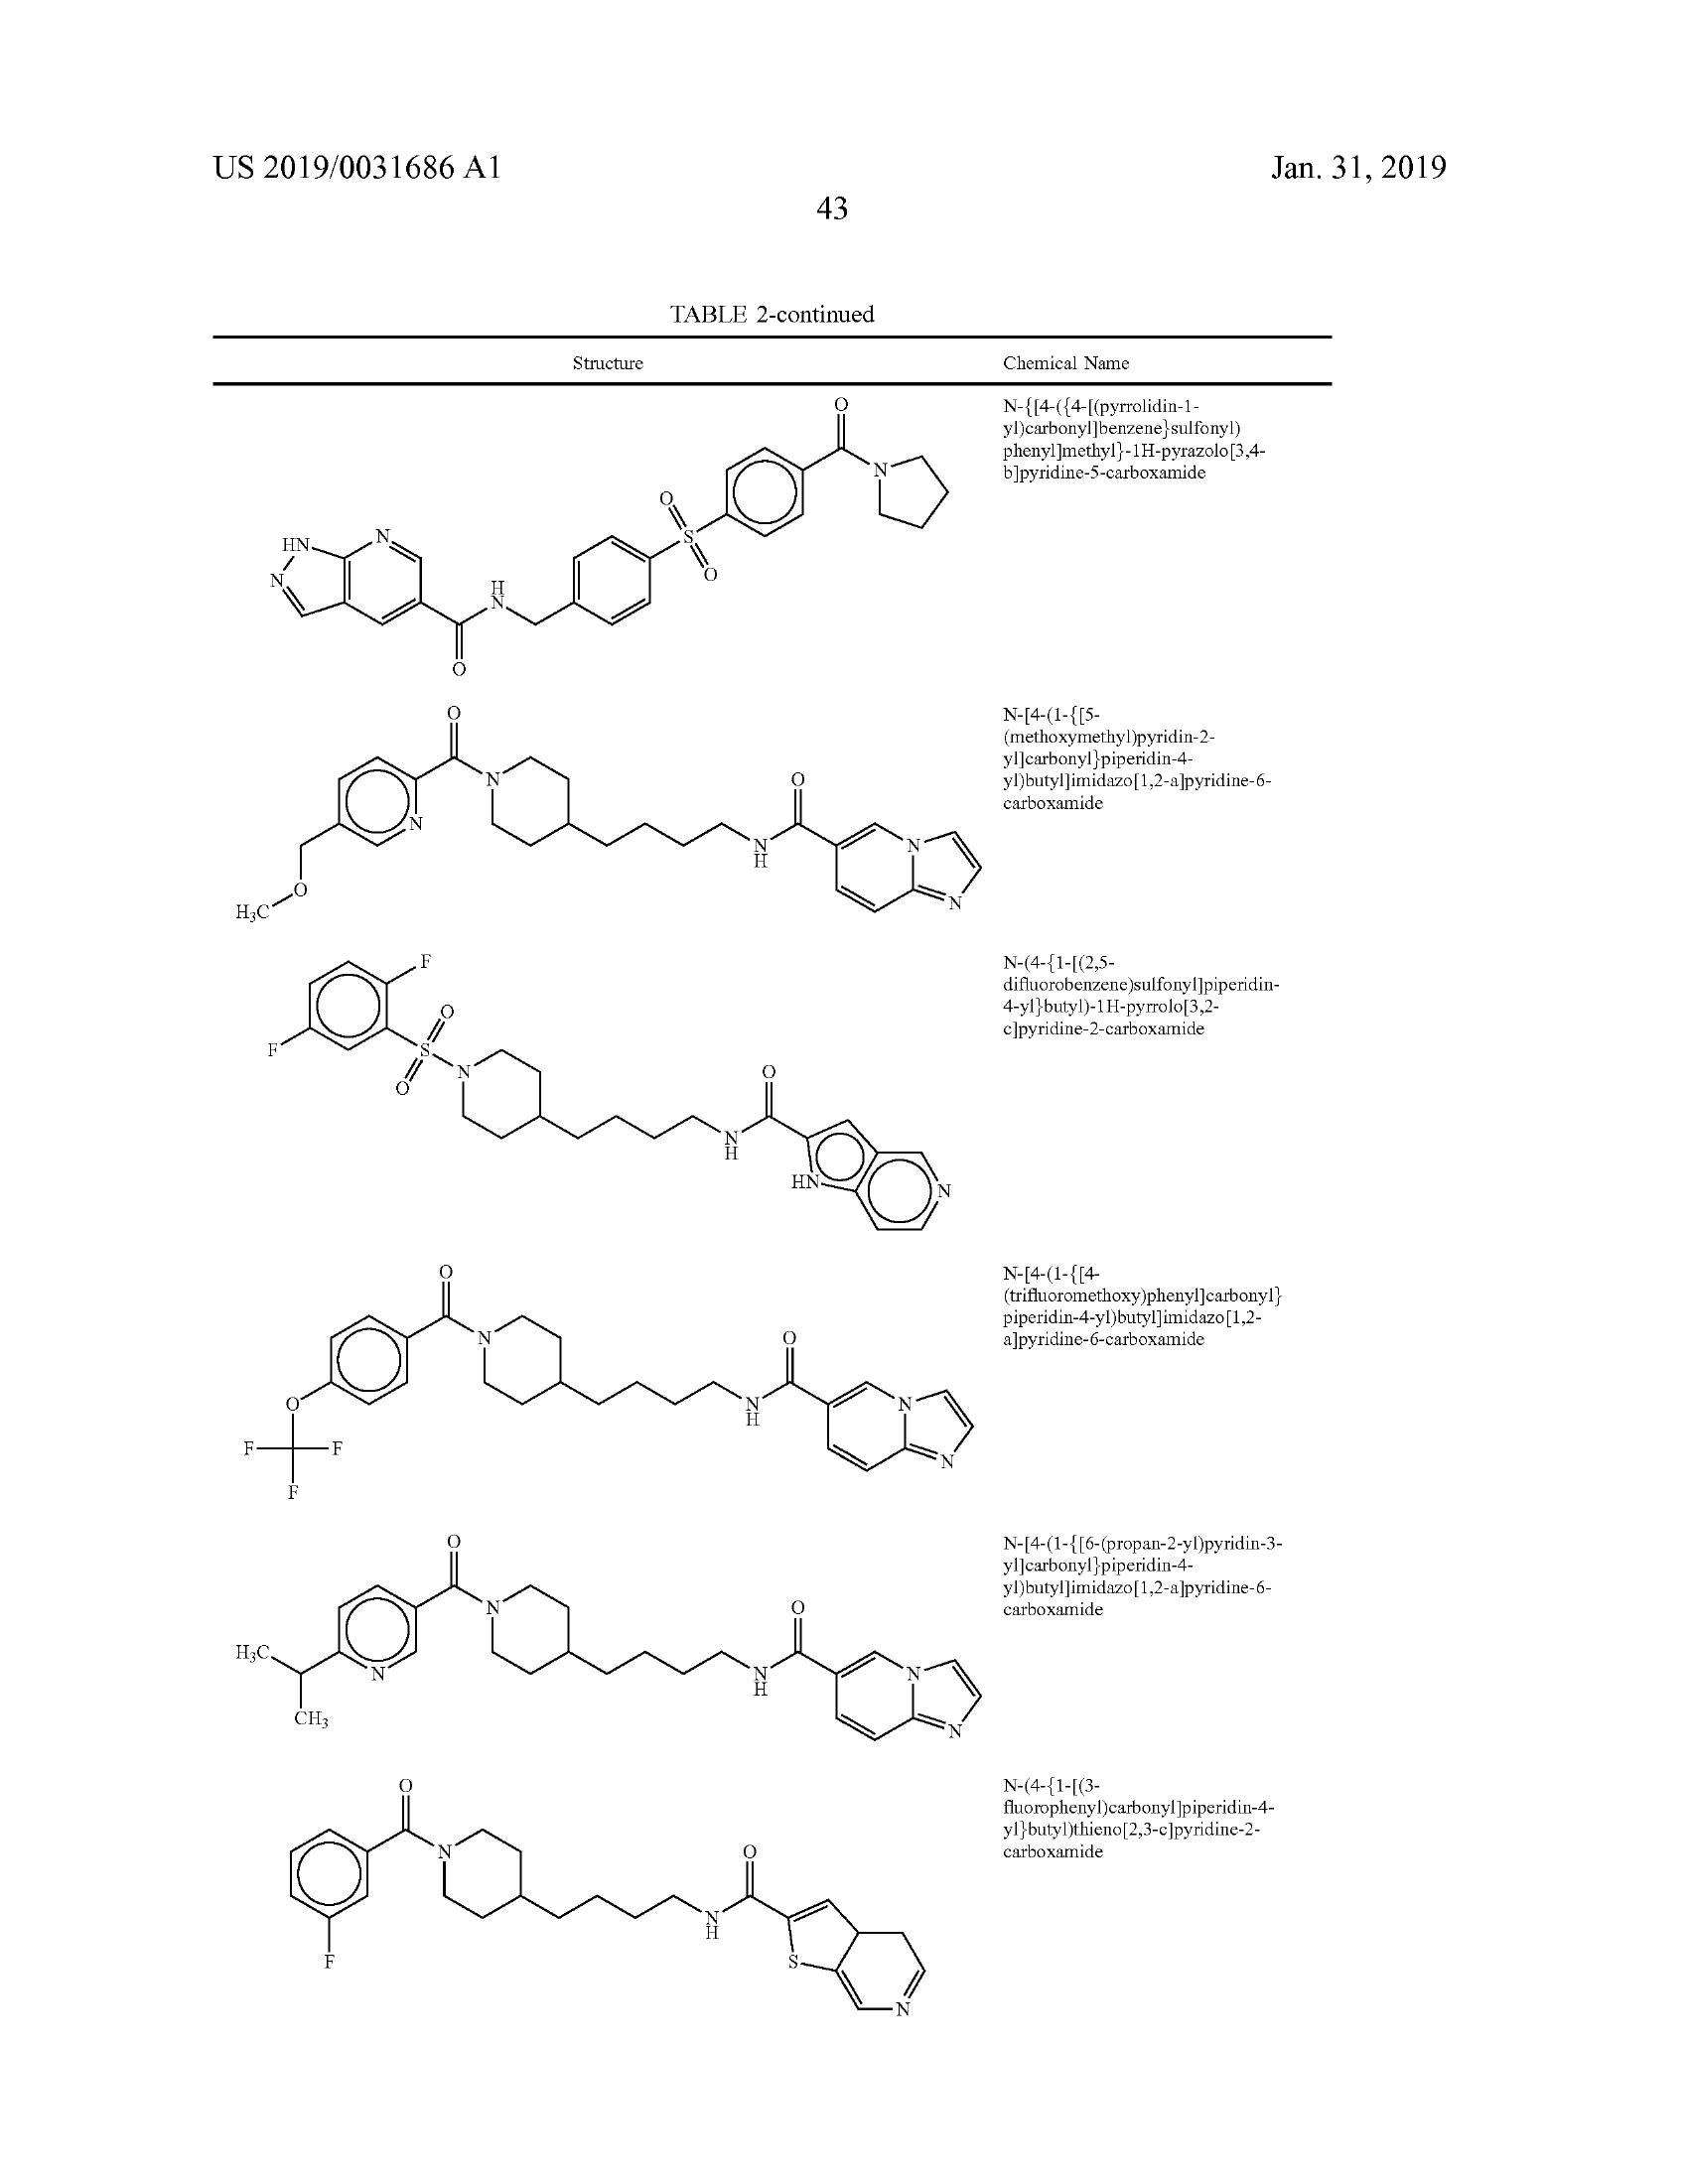 US 2019/0031686 A1
Jan. 31, 2019
43
TABLE 2-continued
Structure
Chemical Name
O
N
O
S
O
HN
N
N
H
N
O
N-{[4-({4-[(pyrrolidin-1-
yl)carbonyl]benzene}sulfonyl)
phenyl]methyl}-1H-pyrazolo[3,4-
b]pyridine-5-carboxamide
O
N
N
O
N
H
N
N
O
H₃C
N-[4-(1-{[5-
(methoxymethyl)pyridin-2-
yl]carbonyl}piperidin-4-
yl)butyl]imidazo[1,2-a]pyridine-6-
carboxamide
F
F
O
S
O
N
O
N
H
HN
N
N-(4-{1-[(2,5-
difluorobenzene)sulfonyl]piperidin-
4-yl}butyl)-1H-pyrrolo[3,2-
c]pyridine-2-carboxamide
O
N
O
O
N
H
N
N
F
F
F
N-[4-(1-{[4-
(trifluoromethoxy)phenyl]carbonyl}
piperidin-4-yl)butyl]imidazo[1,2-
a]pyridine-6-carboxamide
O
N
O
H₃C
N
N
H
N
N
CH₃
N-[4-(1-{[6-(propan-2-yl)pyridin-3-
yl]carbonyl}piperidin-4-
yl)butyl]imidazo[1,2-a]pyridine-6-
carboxamide
O
N
O
N
H
F
S
N
N-(4-{1-[(3-
fluorophenyl)carbonyl]piperidin-4-
yl}butyl)thieno[2,3-c]pyridine-2-
carboxamide